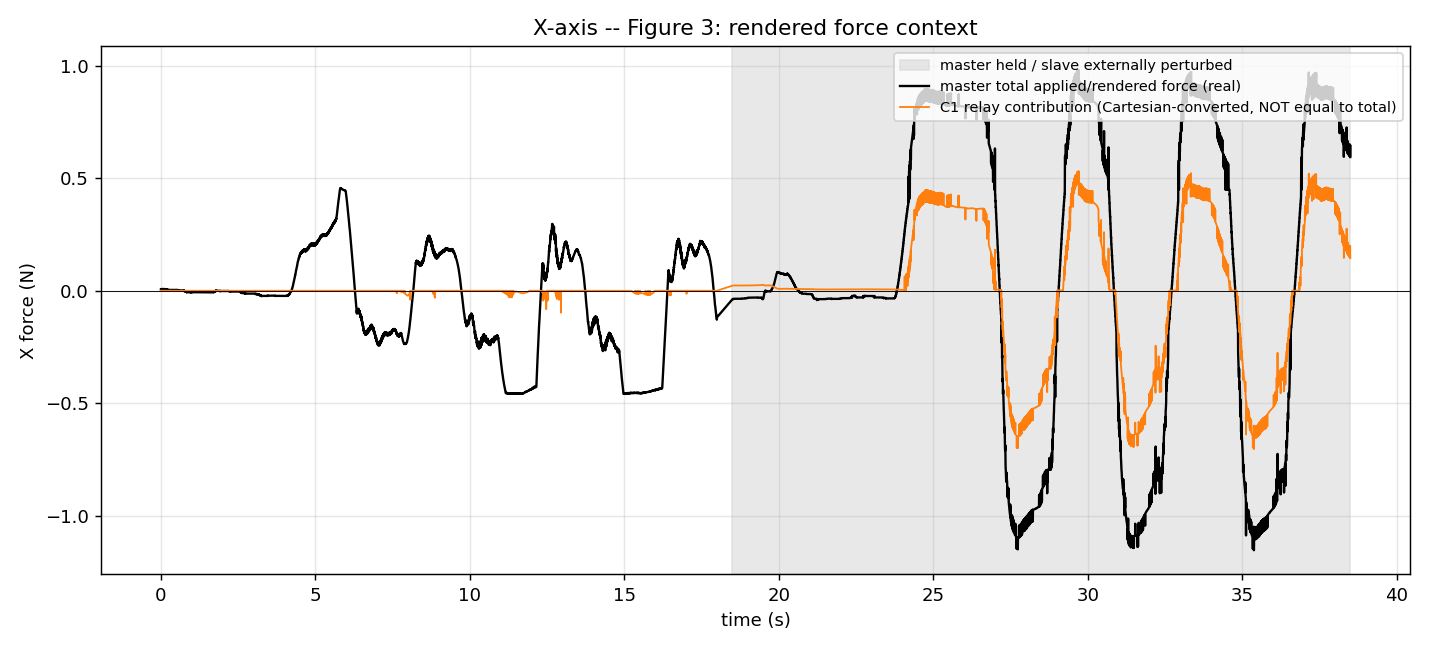 X-axis -- Figure 3: rendered force context
X force (N)
1.0
0.5
0.0
−0.5
−1.0
master held / slave externally perturbed
master total applied/rendered force (real)
C1 relay contribution (Cartesian-converted, NOT equal to total)
0 5 10 15 20 25 30 35 40
time (s)